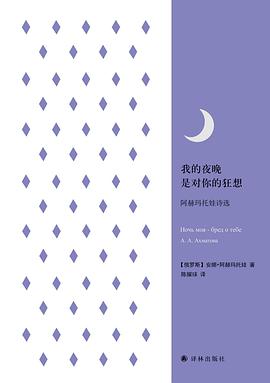 我的夜晚
是对你的狂想
阿赫玛托娃诗选
Ночь моя - бред о тебе
А. А. Ахматова
【俄罗斯】安娜·阿赫玛托娃 著
陈耀球 译
译林出版社